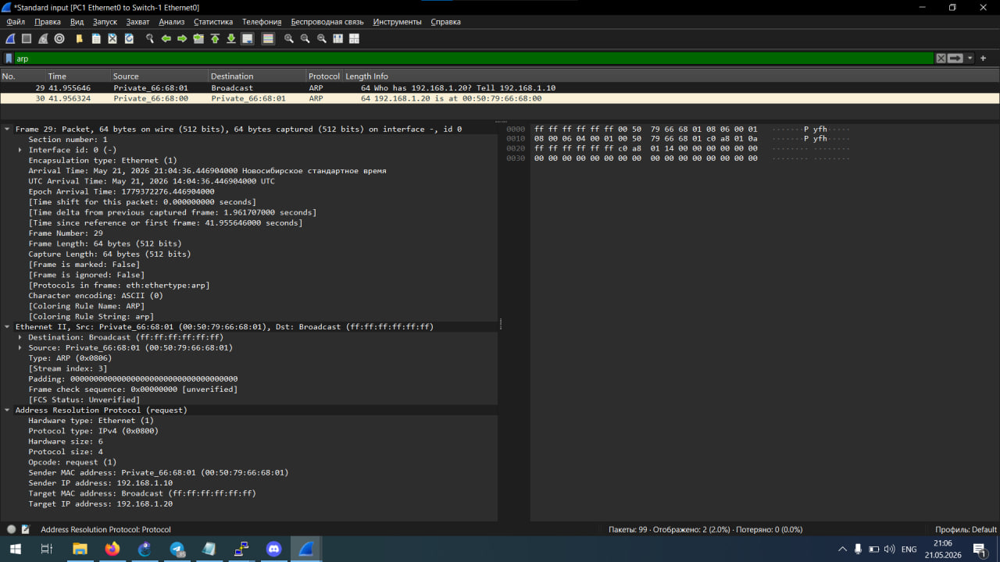 *Standard input [PC1 Ethernet0 to Switch-1 Ethernet0]
Файл Правка Вид Запуск Захват Анализ Статистика Телефония Беспроводная связь Инструменты Справка
arp
No. Time Source Destination Protocol Length Info
29 41.955646 Private_66:68:01 Broadcast ARP 64 Who has 192.168.1.20? Tell 192.168.1.10
30 41.956324 Private_66:68:00 Private_66:68:01 ARP 64 192.168.1.20 is at 00:50:79:66:68:00
Frame 29: Packet, 64 bytes on wire (512 bits), 64 bytes captured (512 bits) on interface -, id 0
Section number: 1
Interface id: 0 (-)
Encapsulation type: Ethernet (1)
Arrival Time: May 21, 2026 21:04:36.446904000 Новосибирское стандартное время
UTC Arrival Time: May 21, 2026 14:04:36.446904000 UTC
Epoch Arrival Time: 1779372276.446904000
[Time shift for this packet: 0.000000000 seconds]
[Time delta from previous captured frame: 1.961707000 seconds]
[Time since reference or first frame: 41.955646000 seconds]
Frame Number: 29
Frame Length: 64 bytes (512 bits)
Capture Length: 64 bytes (512 bits)
[Frame is marked: False]
[Frame is ignored: False]
[Protocols in frame: eth:ethertype:arp]
Character encoding: ASCII (0)
[Coloring Rule Name: ARP]
[Coloring Rule String: arp]
Ethernet II, Src: Private_66:68:01 (00:50:79:66:68:01), Dst: Broadcast (ff:ff:ff:ff:ff:ff)
Destination: Broadcast (ff:ff:ff:ff:ff:ff)
Source: Private_66:68:01 (00:50:79:66:68:01)
Type: ARP (0x0806)
[Stream index: 3]
Padding: 000000000000000000000000000000000000
Frame check sequence: 0x00000000 [unverified]
[FCS Status: Unverified]
Address Resolution Protocol (request)
Hardware type: Ethernet (1)
Protocol type: IPv4 (0x0800)
Hardware size: 6
Protocol size: 4
Opcode: request (1)
Sender MAC address: Private_66:68:01 (00:50:79:66:68:01)
Sender IP address: 192.168.1.10
Target MAC address: Broadcast (ff:ff:ff:ff:ff:ff)
Target IP address: 192.168.1.20
0000 ff ff ff ff ff ff 00 50 79 66 68 01 08 06 00 01 ·······P yfh·····
0010 08 00 06 04 00 01 00 50 79 66 68 01 c0 a8 01 0a ·······P yfh·····
0020 ff ff ff ff ff ff c0 a8 01 14 00 00 00 00 00 00 ········ ········
0030 00 00 00 00 00 00 00 00 00 00 00 00 00 00 00 00 ········ ········
Address Resolution Protocol: Protocol
Пакеты: 99 · Отображено: 2 (2.0%) · Потеряно: 0 (0.0%)
Профиль: Default
85
ENG
21:06
21.05.2026
1